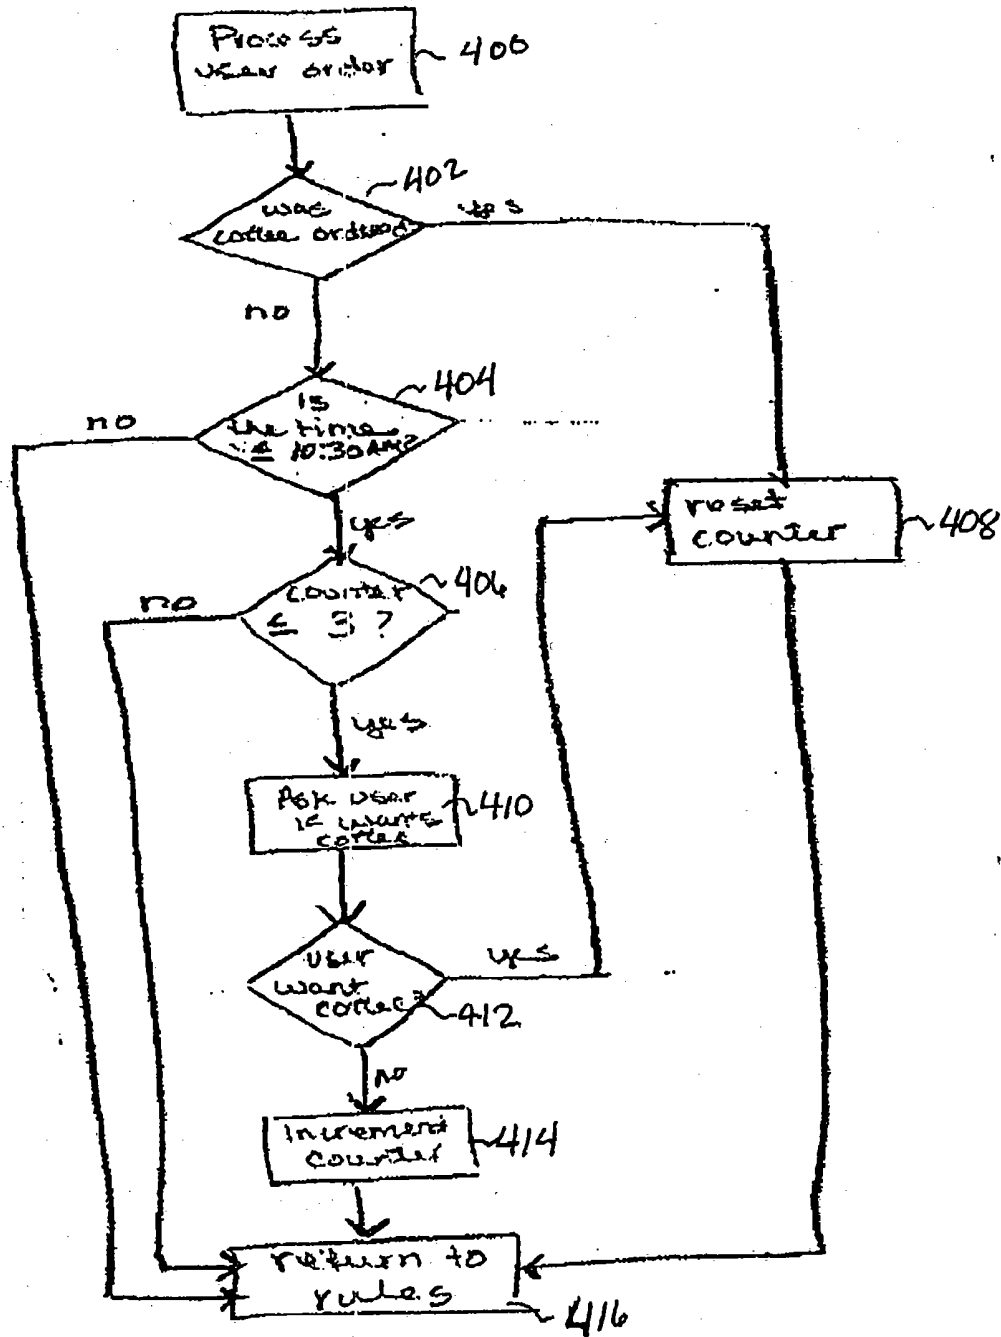 Process
user order
400
402
was
coffee ordered?
yes
no
404
Is
the time
≤ 10:30 AM?
no
yes
reset
counter
408
406
counter
≤ 3 ?
no
yes
Ask user
if wants
coffee
410
user
want
coffee?
yes
412
no
Increment
counter
414
return to
rules
416